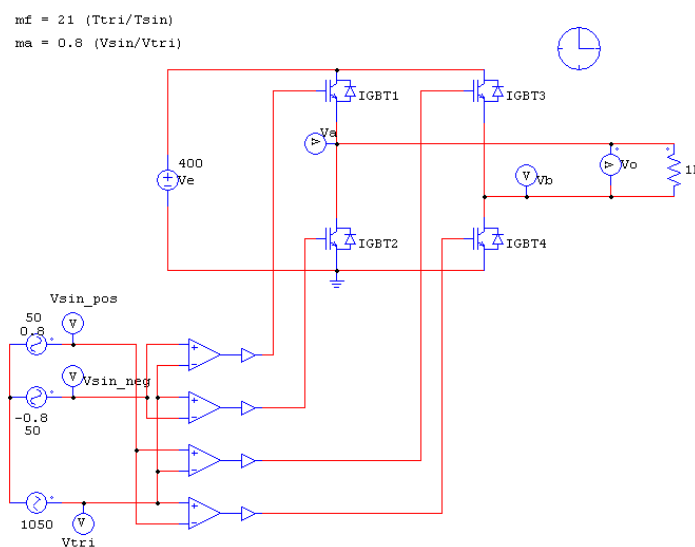 mf = 21 (Ttri/Tsin)
ma = 0.8 (Vsin/Vtri)
IGBT1
IGBT3
Va
400
Ve
Vb
Vo
IGBT2
IGBT4
Vsin_pos
50
0.8
V
V
V
Vsin_neg
-0.8
50
1050
V
Vtri